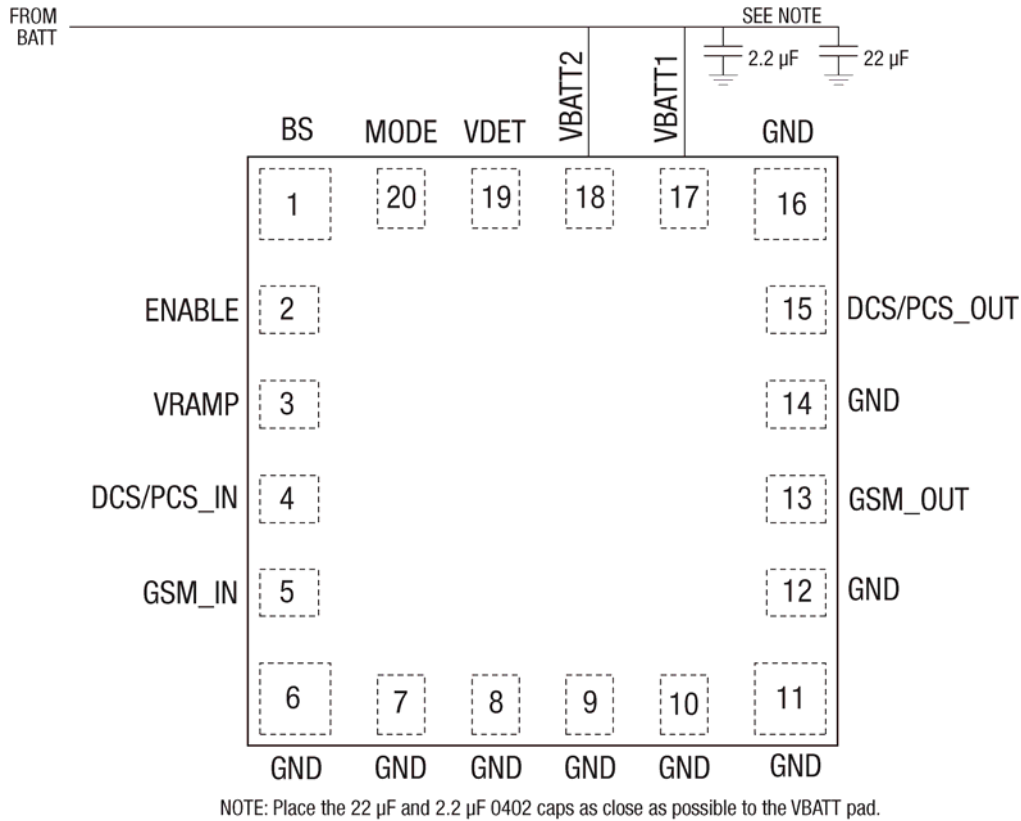 FROM
BATT
SEE NOTE
2.2 µF
22 µF
VBATT2
VBATT1
BS
MODE
VDET
GND
1
20
19
18
17
16
ENABLE
2
15
DCS/PCS_OUT
VRAMP
3
14
GND
DCS/PCS_IN
4
13
GSM_OUT
GSM_IN
5
12
GND
6
7
8
9
10
11
GND
GND
GND
GND
GND
GND
NOTE: Place the 22 µF and 2.2 µF 0402 caps as close as possible to the VBATT pad.